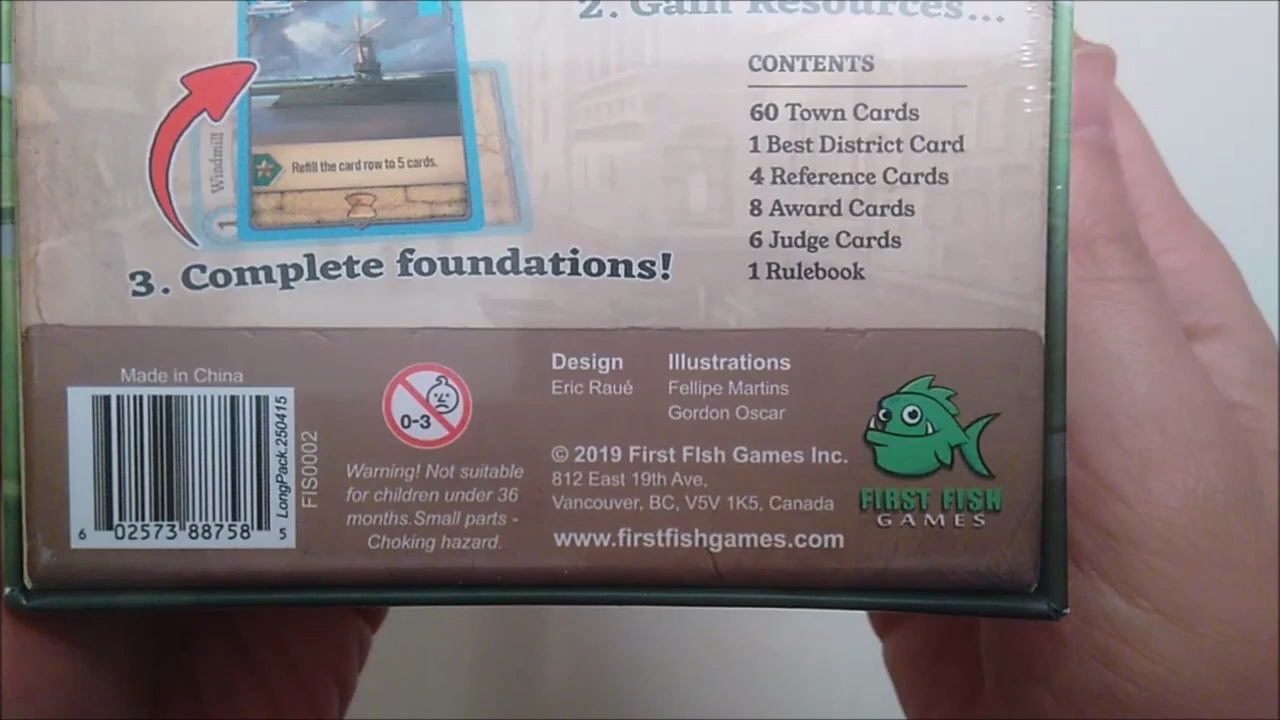 2. Gain Resources...
CONTENTS
60 Town Cards
1 Best District Card
4 Reference Cards
8 Award Cards
6 Judge Cards
1 Rulebook
Windmill
1
Refill the card row to 5 cards.
3. Complete foundations!
Made in China
6 02573 88758 5
LongPack.250415
FIS0002
0-3
Warning! Not suitable
for children under 36
months.Small parts -
Choking hazard.
Design
Eric Raué
Illustrations
Fellipe Martins
Gordon Oscar
© 2019 First FIsh Games Inc.
812 East 19th Ave,
Vancouver, BC, V5V 1K5, Canada
www.firstfishgames.com
FIRST FISH
GAMES